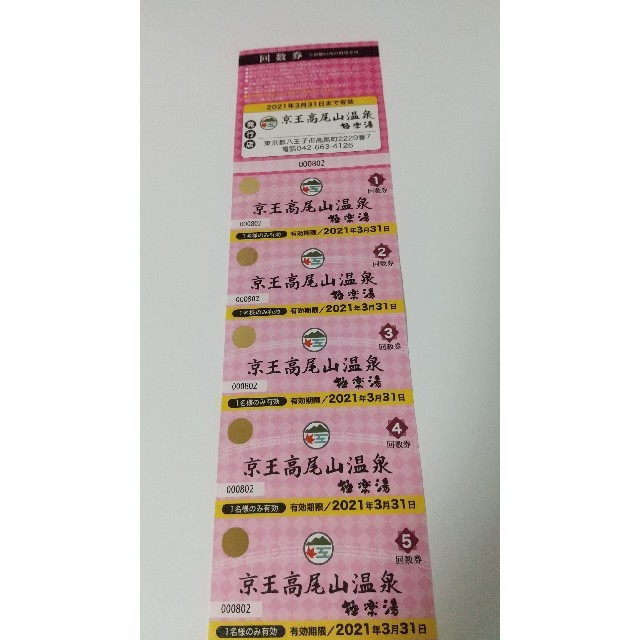 回数券
2021年3月31日まで有効
発行店
京王高尾山温泉
極楽湯
東京都八王子市高尾町2229番7
電話042-663-4126
000802
1
回数券
京王高尾山温泉
極楽湯
000802
1名様のみ有効 有効期限/2021年3月31日
2
回数券
京王高尾山温泉
極楽湯
000802
1名様のみ有効 有効期限/2021年3月31日
3
回数券
京王高尾山温泉
極楽湯
000802
1名様のみ有効 有効期限/2021年3月31日
4
回数券
京王高尾山温泉
極楽湯
000802
1名様のみ有効 有効期限/2021年3月31日
5
回数券
京王高尾山温泉
極楽湯
000802
1名様のみ有効 有効期限/2021年3月31日